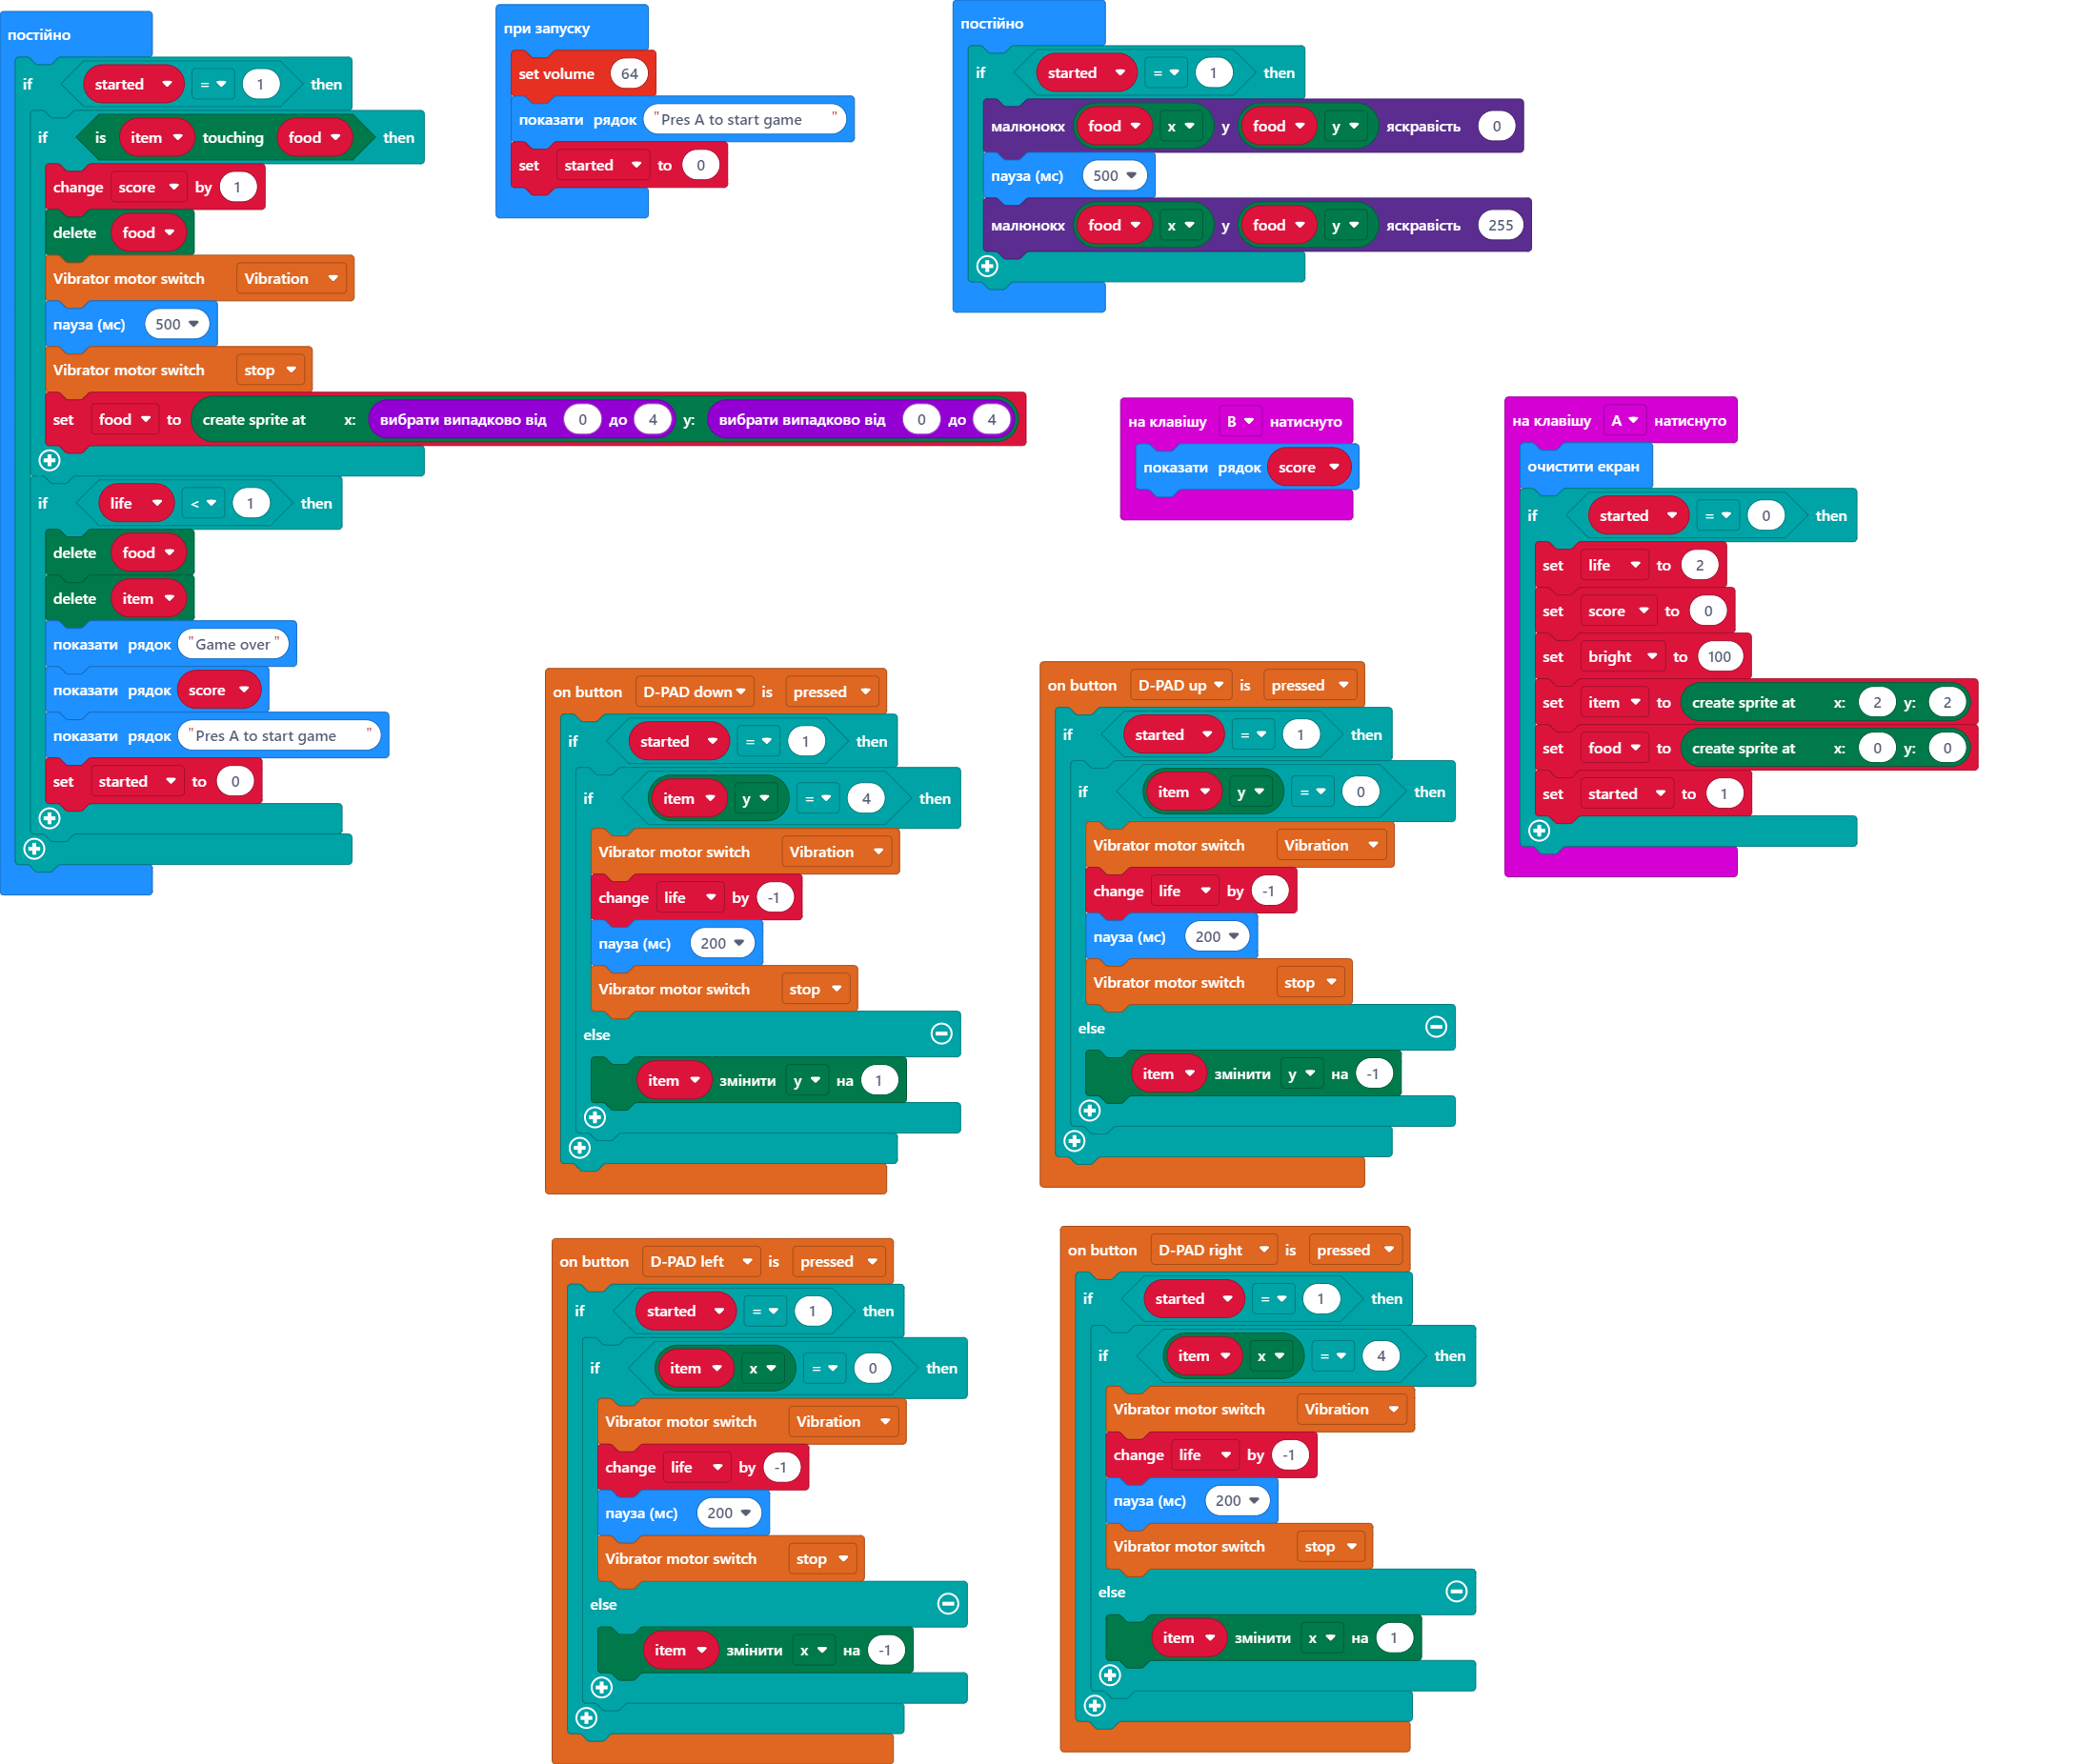 постійно
if started = 1 then
if is item touching food then
change score by 1
delete food
Vibrator motor switch Vibration
пауза (мс) 500
Vibrator motor switch stop
set food to create sprite at x: вибрати випадково від 0 до 4 y: вибрати випадково від 0 до 4
if life < 1 then
delete food
delete item
показати рядок "Game over"
показати рядок score
показати рядок "Pres A to start game "
set started to 0
при запуску
set volume 64
показати рядок "Pres A to start game "
set started to 0
постійно
if started = 1 then
малюнокx food x y food y яскравість 0
пауза (мс) 500
малюнокx food x y food y яскравість 255
на клавішу B натиснуто
показати рядок score
на клавішу A натиснуто
очистити екран
if started = 0 then
set life to 2
set score to 0
set bright to 100
set item to create sprite at x: 2 y: 2
set food to create sprite at x: 0 y: 0
set started to 1
on button D-PAD down is pressed
if started = 1 then
if item y = 4 then
Vibrator motor switch Vibration
change life by -1
пауза (мс) 200
Vibrator motor switch stop
else
item змінити y на 1
on button D-PAD up is pressed
if started = 1 then
if item y = 0 then
Vibrator motor switch Vibration
change life by -1
пауза (мс) 200
Vibrator motor switch stop
else
item змінити y на -1
on button D-PAD left is pressed
if started = 1 then
if item x = 0 then
Vibrator motor switch Vibration
change life by -1
пауза (мс) 200
Vibrator motor switch stop
else
item змінити x на -1
on button D-PAD right is pressed
if started = 1 then
if item x = 4 then
Vibrator motor switch Vibration
change life by -1
пауза (мс) 200
Vibrator motor switch stop
else
item змінити x на 1